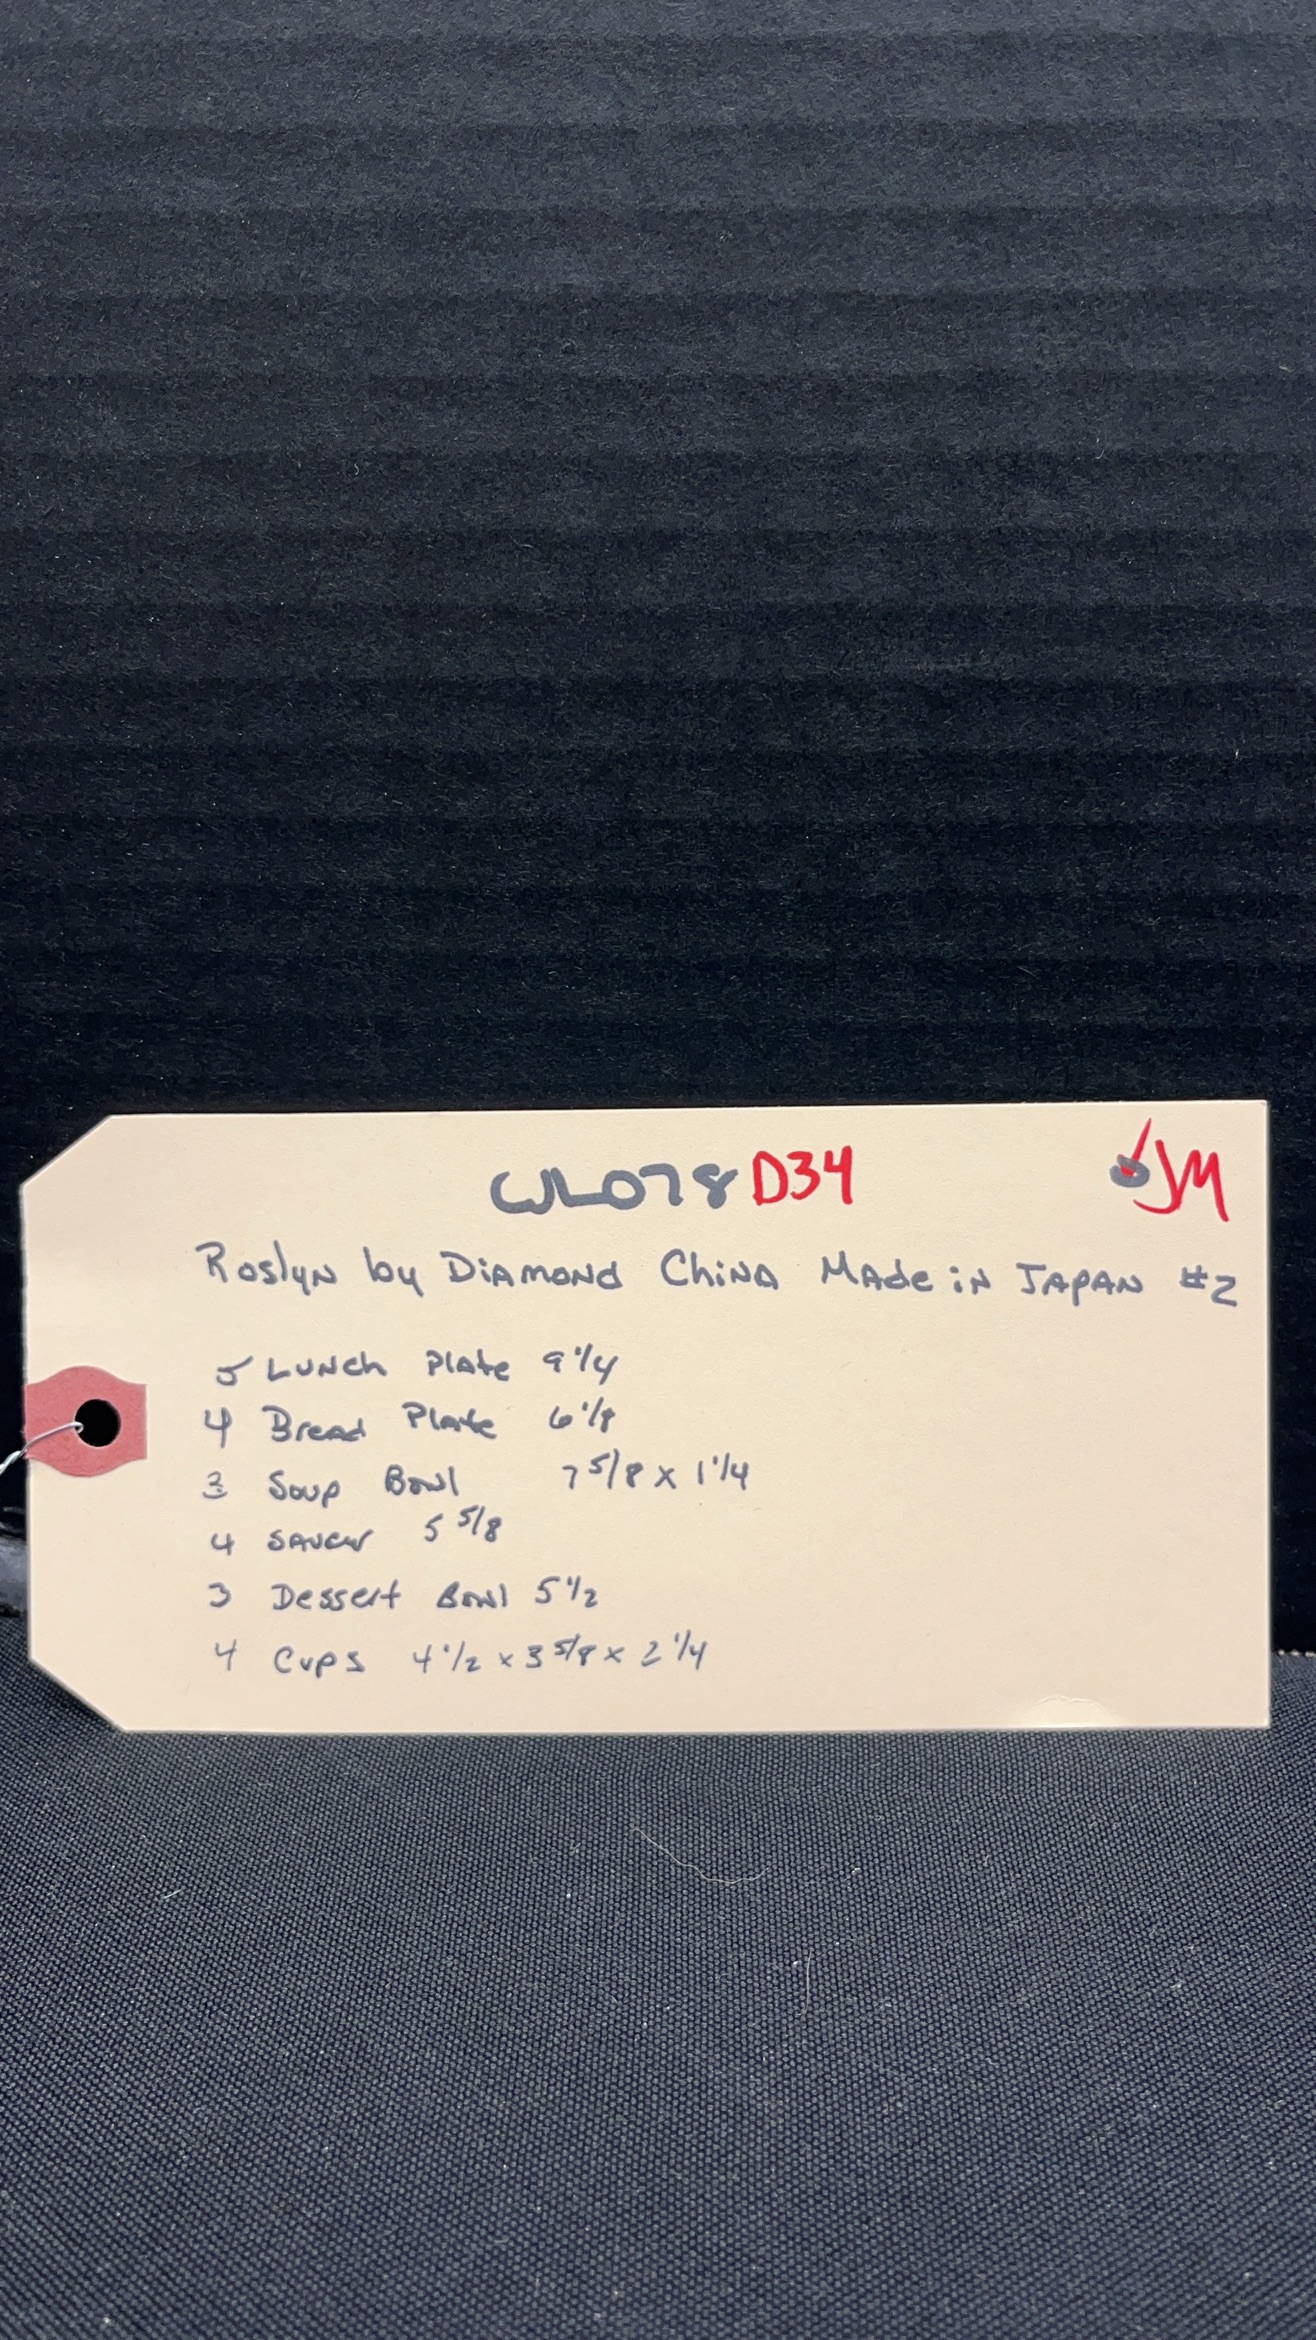 WL078 D34 ✓JM
Roslyn by Diamond China Made in Japan #2
5 Lunch Plate 9 1/4
4 Bread Plate 6 1/8
3 Soup Bowl 7 5/8 x 1 1/4
4 Saucer 5 5/8
3 Dessert Bowl 5 1/2
4 Cups 4 1/2 x 3 5/8 x 2 1/4